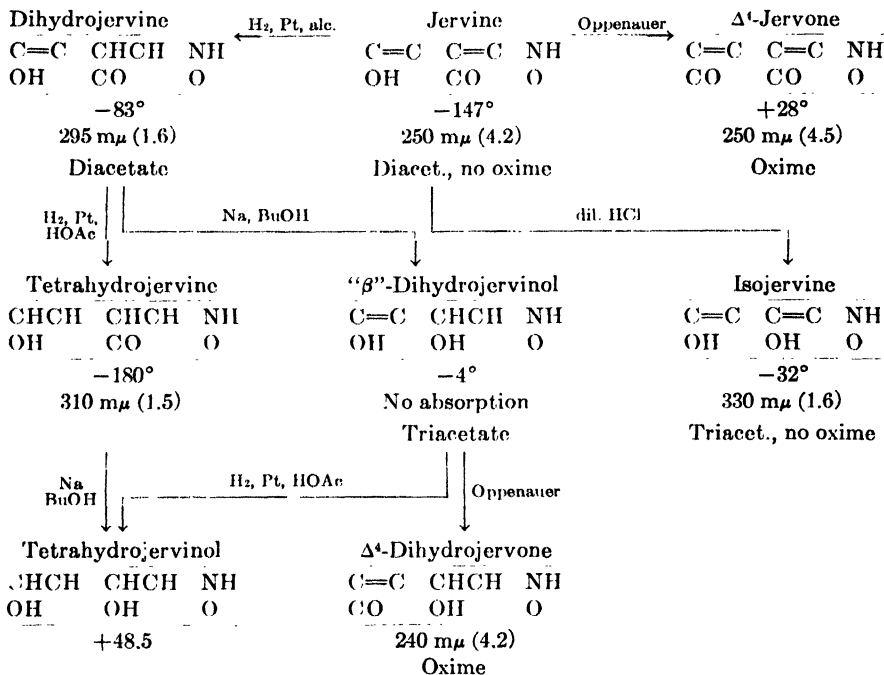 Dihydrojervine H₂, Pt, alc. Jervine Oppenauer Δ⁴-Jervone
C=C CHCH NH C=C C=C NH C=C C=C NH
OH CO O OH CO O CO CO O
−83° −147° +28°
295 mμ (1.6) 250 mμ (4.2) 250 mμ (4.5)
Diacetate Diacet., no oxime Oxime
H₂, Pt,
HOAc
Na, BuOH dil. HCl
Tetrahydrojervine "β"-Dihydrojervinol Isojervine
CHCH CHCH NH C=C CHCH NH C=C C=C NH
OH CO O OH OH O OH OH O
−180° −4° −32°
310 mμ (1.5) No absorption 330 mμ (1.6)
Triacetate Triacet., no oxime
Na
BuOH
H₂, Pt, HOAc Oppenauer
Tetrahydrojervinol Δ⁴-Dihydrojervone
CHCH CHCH NH C=C CHCH NH
OH OH O CO OH O
+48.5 240 mμ (4.2)
Oxime